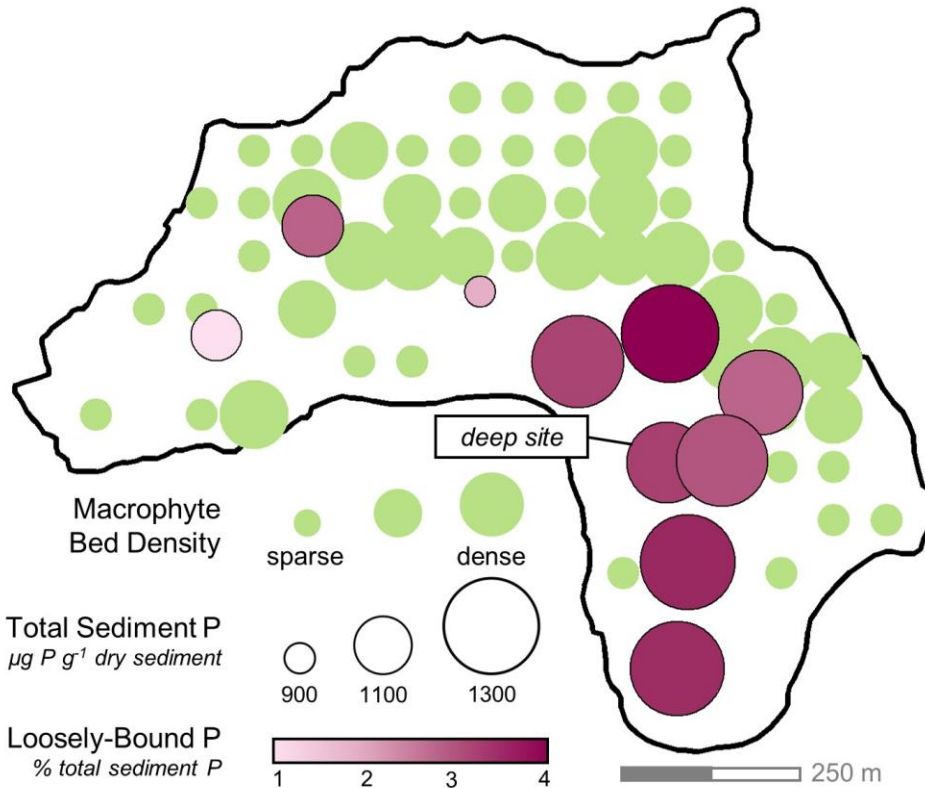 deep site
Macrophyte
Bed Density
sparse
dense
Total Sediment P
µg P g⁻¹ dry sediment
900
1100
1300
Loosely-Bound P
% total sediment P
1
2
3
4
250 m